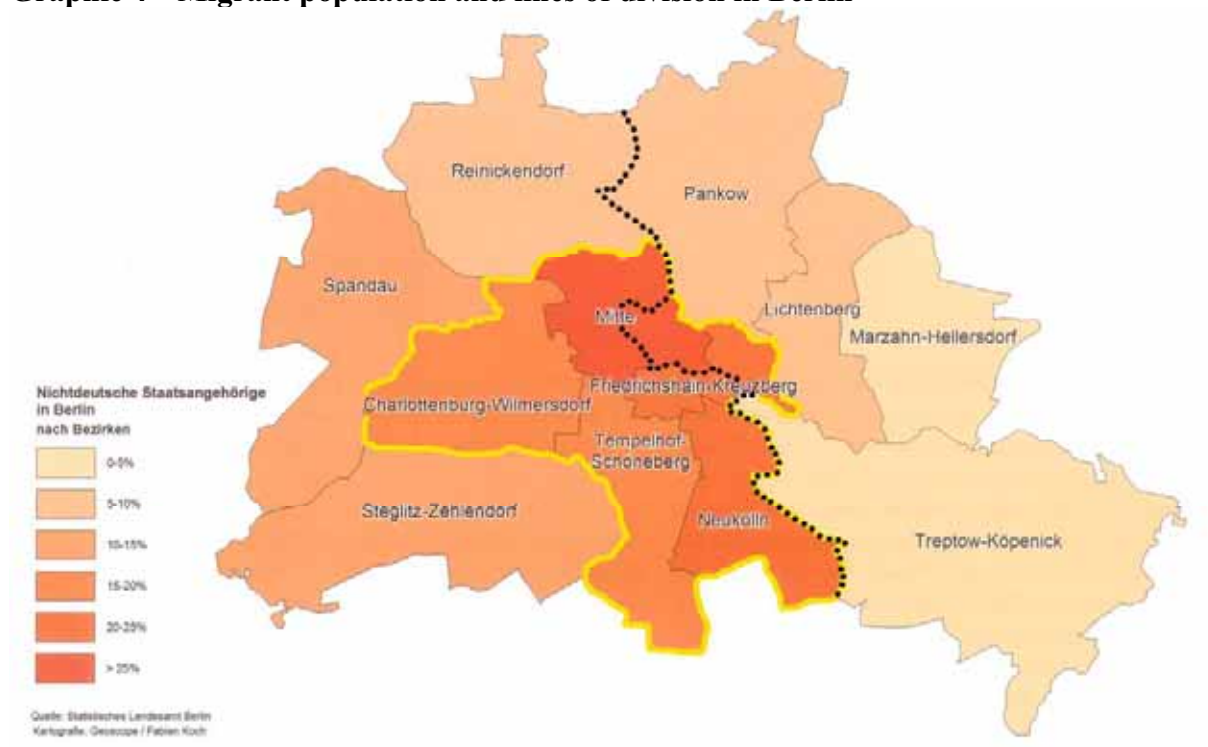 Graphic 4 - Migrant population and lines of division in Berlin
Reinickendorf
Pankow
Spandau
Lichtenberg
Mitte
Marzahn-Hellersdorf
Friedrichshain-Kreuzberg
Charlottenburg-Wilmersdorf
Tempelhof-
Schöneberg
Steglitz-Zehlendorf
Neukölln
Treptow-Köpenick
Nichtdeutsche Staatsangehörige
in Berlin
nach Bezirken
0-5%
5-10%
10-15%
15-20%
20-25%
> 25%
Quelle: Statistisches Landesamt Berlin
Kartografie: Geoscope / Fabien Koch